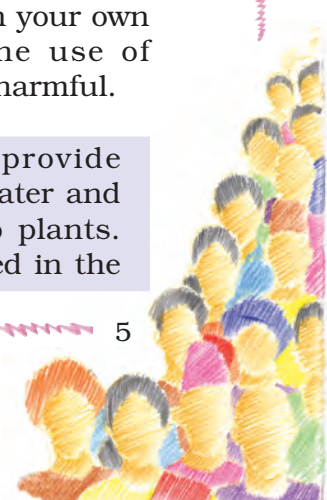 n your own
he use of
harmful.
provide
ater and
o plants.
ed in the
5